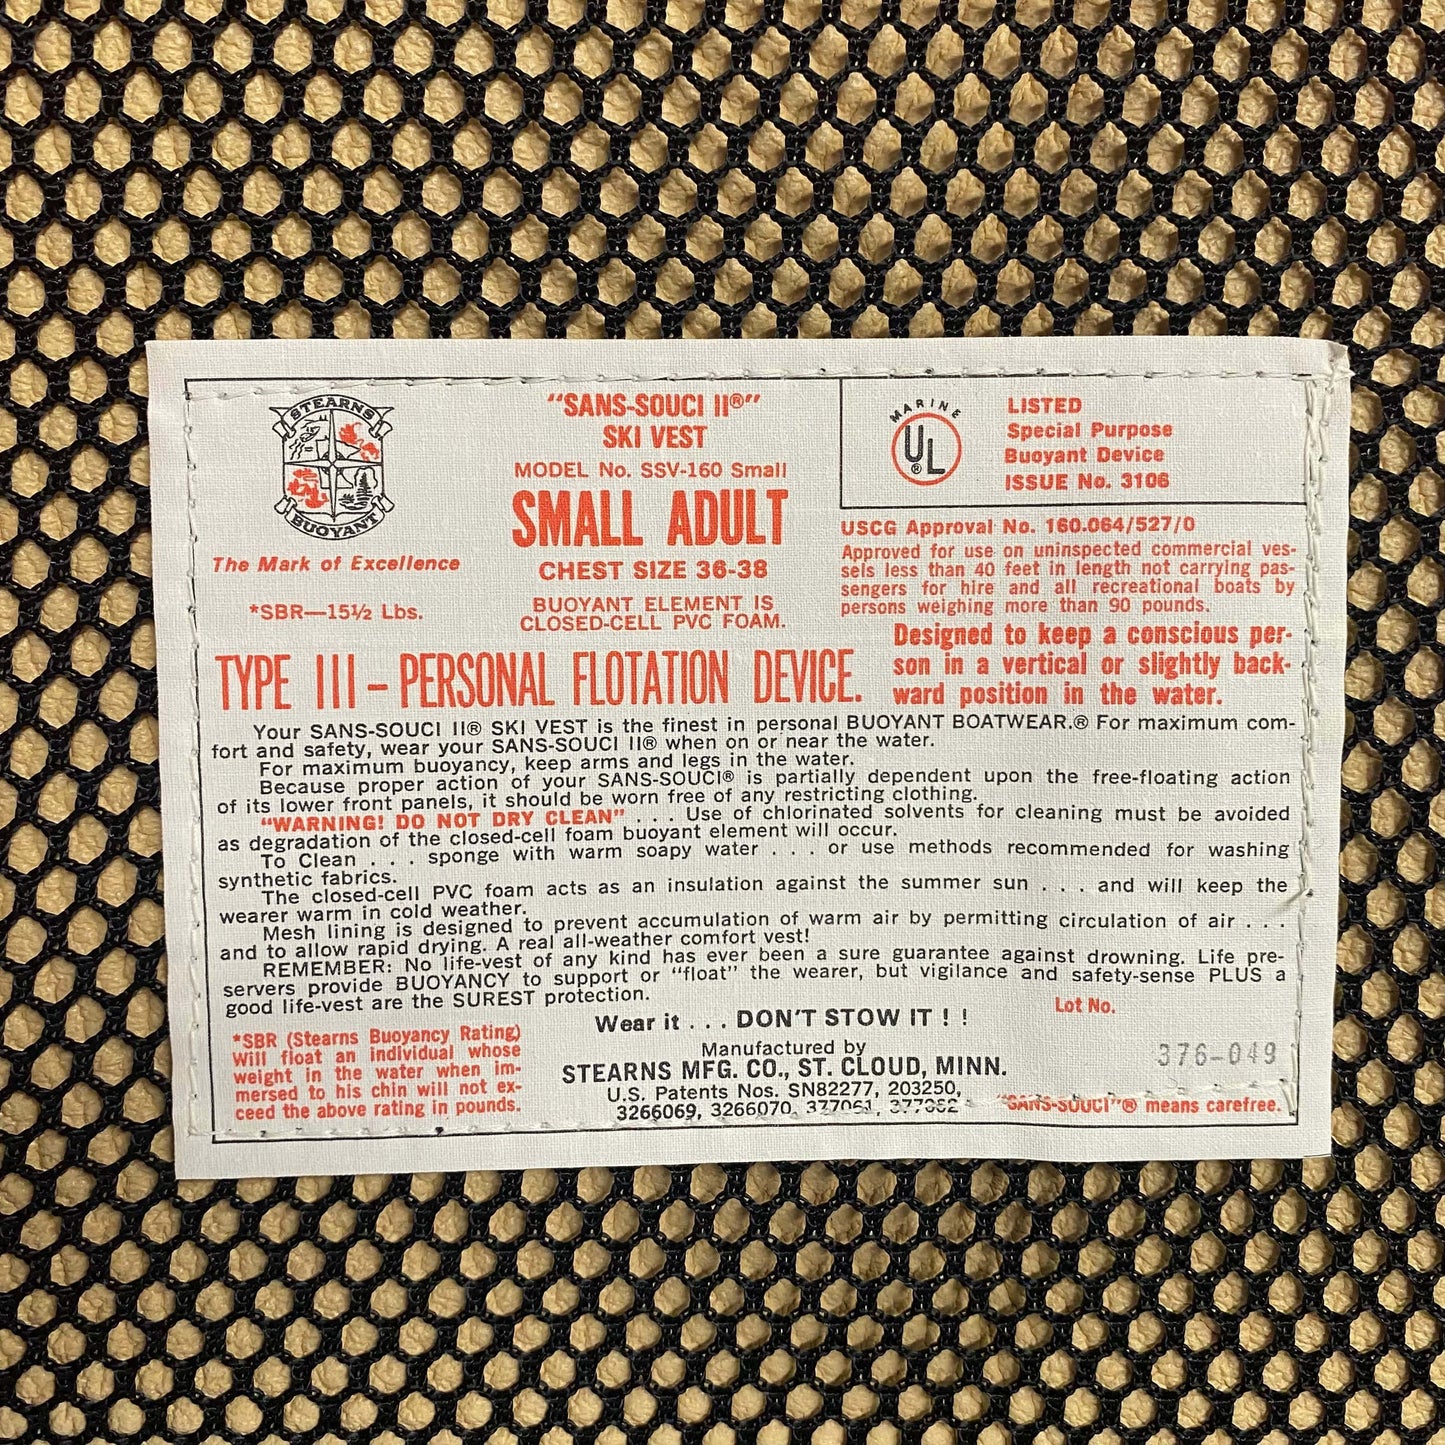 STEARNS
BUOYANT
The Mark of Excellence
*SBR—15½ Lbs.
"SANS-SOUCI II®"
SKI VEST
MODEL No. SSV-160 Small
SMALL ADULT
CHEST SIZE 36-38
BUOYANT ELEMENT IS
CLOSED-CELL PVC FOAM.
MARINE
UL®
LISTED
Special Purpose
Buoyant Device
ISSUE No. 3106
USCG Approval No. 160.064/527/0
Approved for use on uninspected commercial ves-
sels less than 40 feet in length not carrying pas-
sengers for hire and all recreational boats by
persons weighing more than 90 pounds.
TYPE III – PERSONAL FLOTATION DEVICE.
Designed to keep a conscious per-
son in a vertical or slightly back-
ward position in the water.
Your SANS-SOUCI II® SKI VEST is the finest in personal BUOYANT BOATWEAR.® For maximum com-
fort and safety, wear your SANS-SOUCI II® when on or near the water.
For maximum buoyancy, keep arms and legs in the water.
Because proper action of your SANS-SOUCI® is partially dependent upon the free-floating action
of its lower front panels, it should be worn free of any restricting clothing.
"WARNING! DO NOT DRY CLEAN" . . . Use of chlorinated solvents for cleaning must be avoided
as degradation of the closed-cell foam buoyant element will occur.
To Clean . . . sponge with warm soapy water . . . or use methods recommended for washing
synthetic fabrics.
The closed-cell PVC foam acts as an insulation against the summer sun . . . and will keep the
wearer warm in cold weather.
Mesh lining is designed to prevent accumulation of warm air by permitting circulation of air . . .
and to allow rapid drying. A real all-weather comfort vest!
REMEMBER: No life-vest of any kind has ever been a sure guarantee against drowning. Life pre-
servers provide BUOYANCY to support or "float" the wearer, but vigilance and safety-sense PLUS a
good life-vest are the SUREST protection.
*SBR (Stearns Buoyancy Rating)
Will float an individual whose
weight in the water when im-
mersed to his chin will not ex-
ceed the above rating in pounds.
Wear it . . . DON'T STOW IT ! !
Manufactured by
STEARNS MFG. CO., ST. CLOUD, MINN.
U.S. Patents Nos. SN82277, 203250,
3266069, 3266070,
Lot No.
376-049
"SANS-SOUCI"® means carefree.